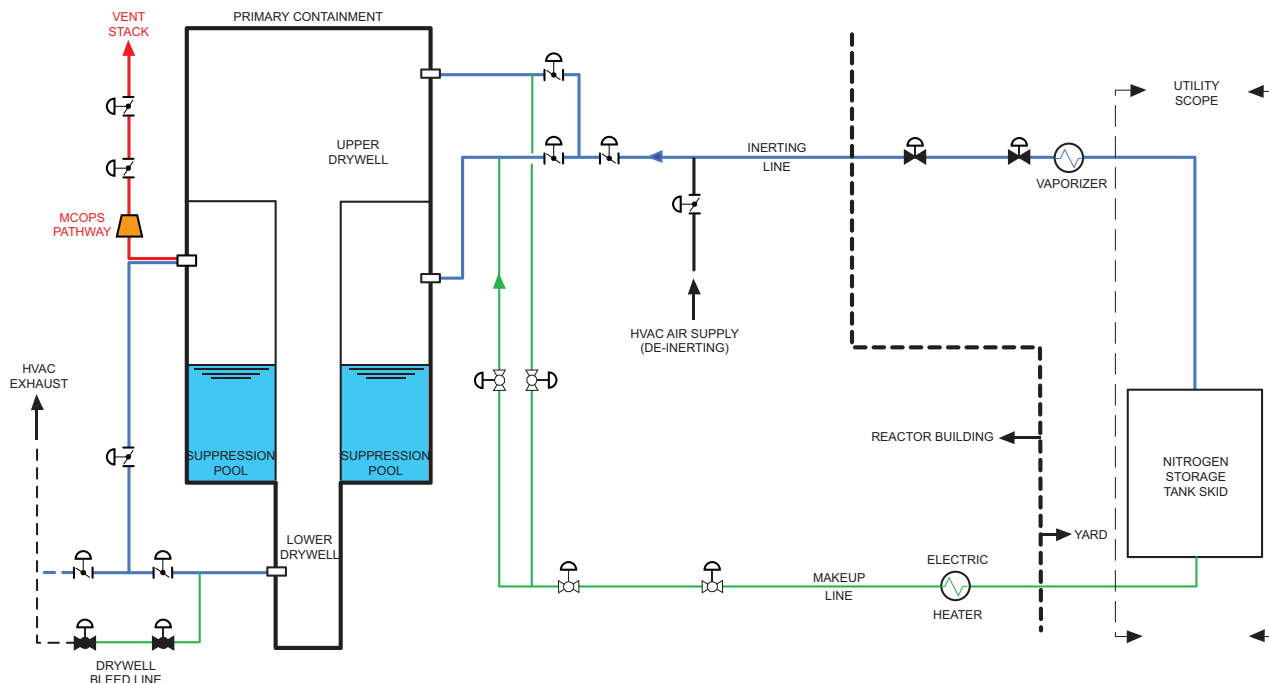 VENT
STACK
PRIMARY CONTAINMENT
UTILITY
SCOPE
UPPER
DRYWELL
INERTING
LINE
VAPORIZER
MCOPS
PATHWAY
HVAC AIR SUPPLY
(DE-INERTING)
HVAC
EXHAUST
REACTOR BUILDING
SUPPRESSION
POOL
SUPPRESSION
POOL
NITROGEN
STORAGE
TANK SKID
LOWER
DRYWELL
YARD
ELECTRIC
HEATER
MAKEUP
LINE
DRYWELL
BLEED LINE